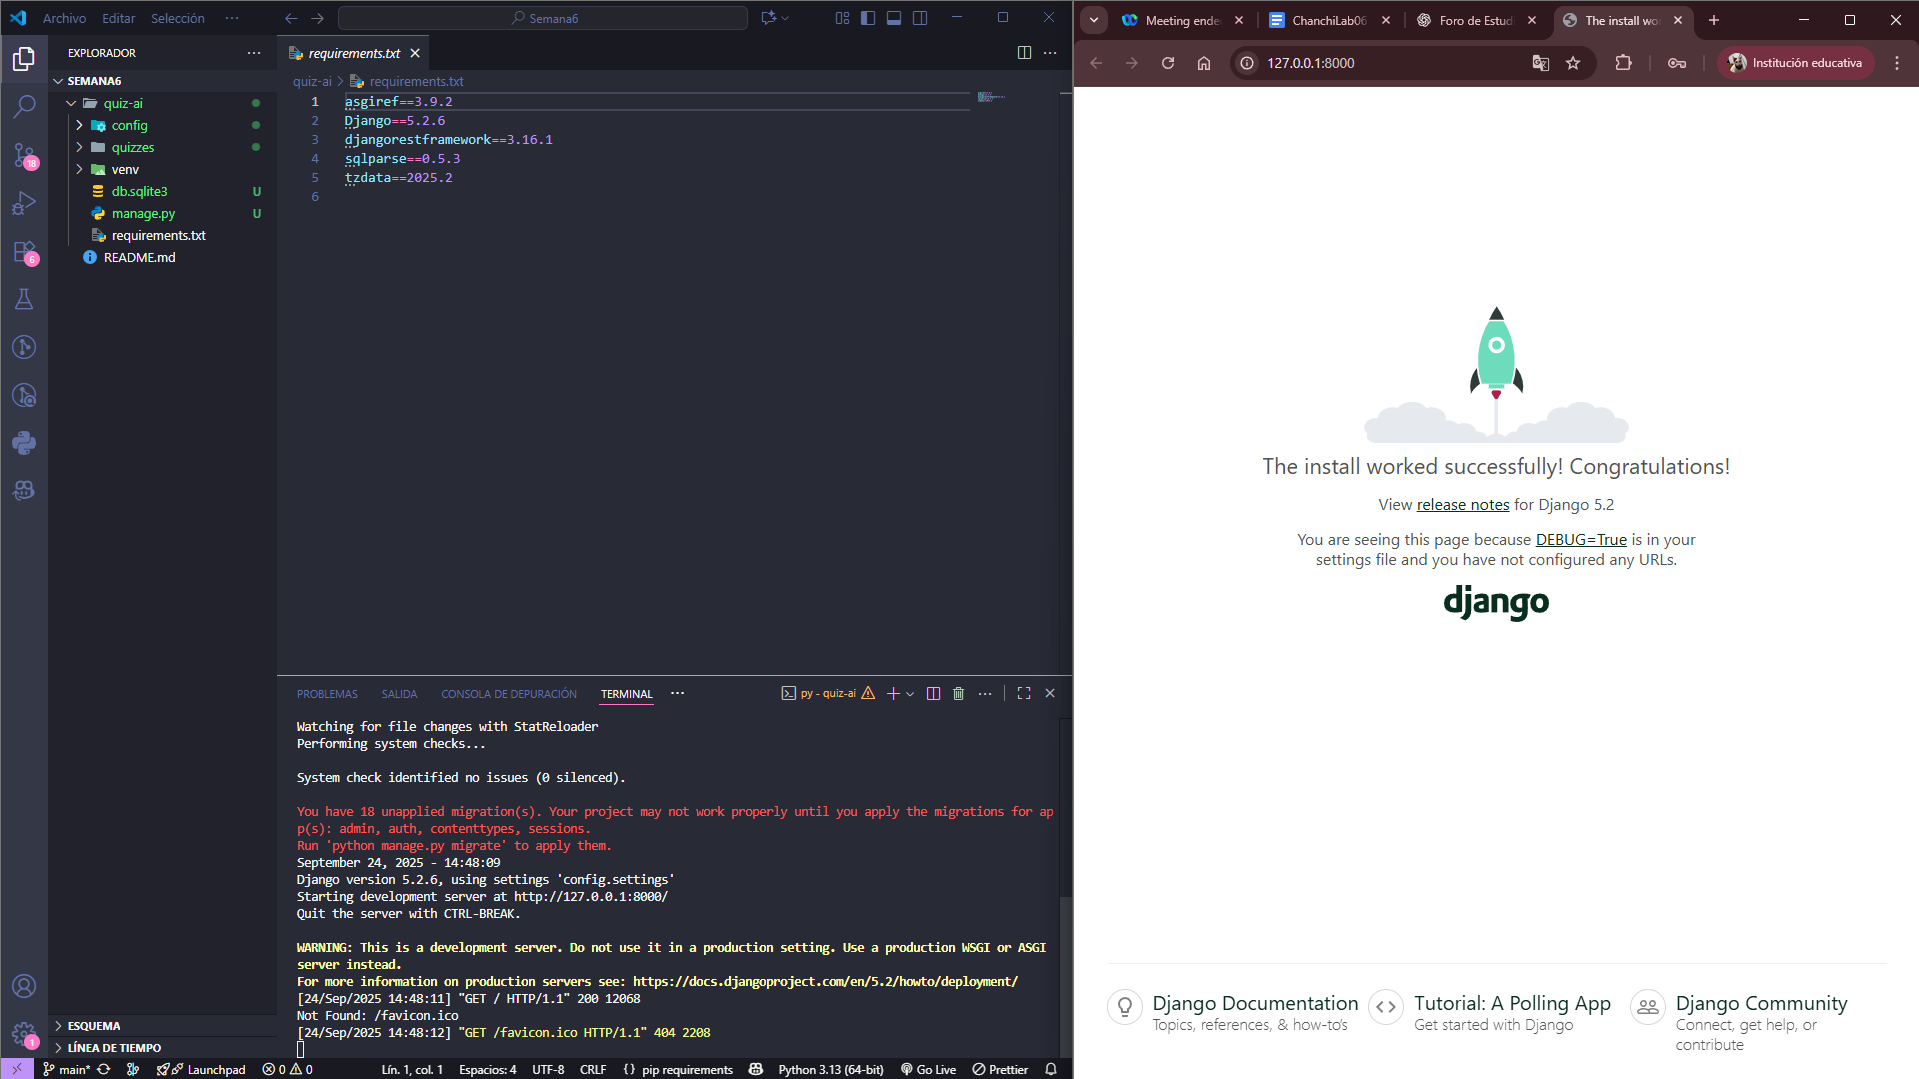 Archivo Editar Selección ···
Semana6
EXPLORADOR
SEMANA6
quiz-ai
config
quizzes
venv
db.sqlite3 U
manage.py U
requirements.txt
README.md
ESQUEMA
LÍNEA DE TIEMPO
18
6
1
requirements.txt
quiz-ai > requirements.txt
1 asgiref==3.9.2
2 Django==5.2.6
3 djangorestframework==3.16.1
4 sqlparse==0.5.3
5 tzdata==2025.2
6
PROBLEMAS SALIDA CONSOLA DE DEPURACIÓN TERMINAL ··· py - quiz-ai
Watching for file changes with StatReloader
Performing system checks...
System check identified no issues (0 silenced).
You have 18 unapplied migration(s). Your project may not work properly until you apply the migrations for ap
p(s): admin, auth, contenttypes, sessions.
Run 'python manage.py migrate' to apply them.
September 24, 2025 - 14:48:09
Django version 5.2.6, using settings 'config.settings'
Starting development server at http://127.0.0.1:8000/
Quit the server with CTRL-BREAK.
WARNING: This is a development server. Do not use it in a production setting. Use a production WSGI or ASGI
server instead.
For more information on production servers see: https://docs.djangoproject.com/en/5.2/howto/deployment/
[24/Sep/2025 14:48:11] "GET / HTTP/1.1" 200 12068
Not Found: /favicon.ico
[24/Sep/2025 14:48:12] "GET /favicon.ico HTTP/1.1" 404 2208
main* Launchpad 0 0 Lín. 1, col. 1 Espacios: 4 UTF-8 CRLF {} pip requirements Python 3.13 (64-bit) Go Live Prettier
Meeting ende
ChanchiLab06
Foro de Estudi
The install wo
127.0.0.1:8000
Institución educativa
The install worked successfully! Congratulations!
View release notes for Django 5.2
You are seeing this page because DEBUG=True is in your
settings file and you have not configured any URLs.
django
Django Documentation
Topics, references, & how-to's
Tutorial: A Polling App
Get started with Django
Django Community
Connect, get help, or
contribute